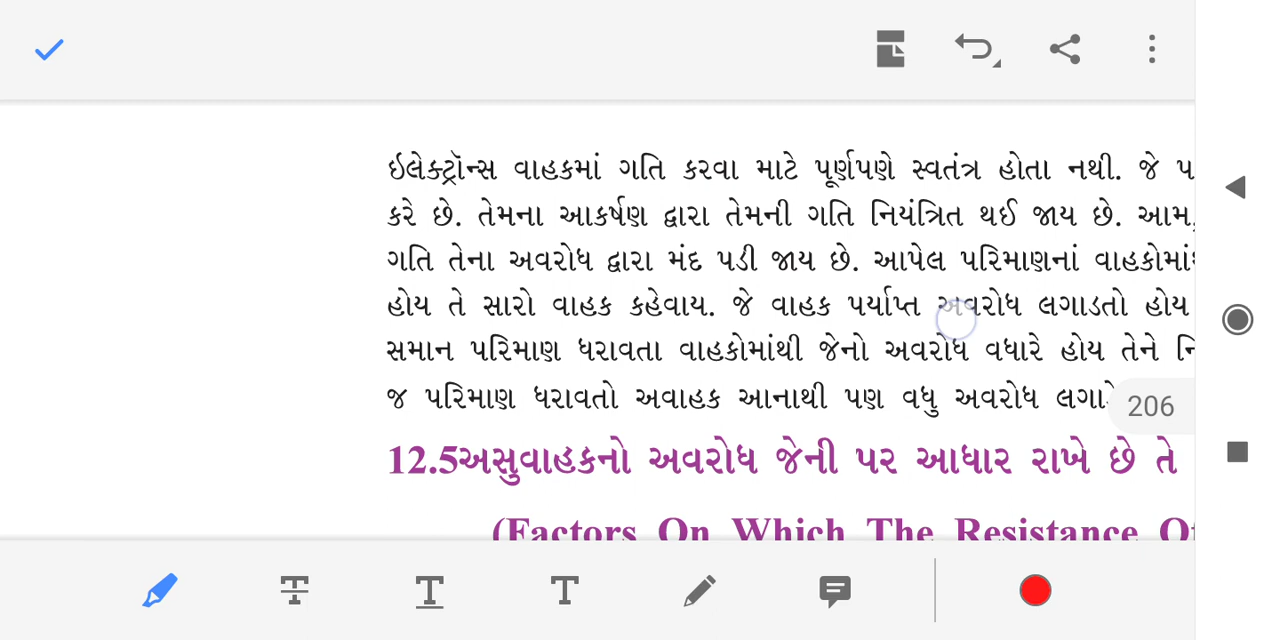 ઇલેક્ટ્રૉન્સ વાહકમાં ગતિ કરવા માટે પૂર્ણપણે સ્વતંત્ર હોતા નથી. જે
કરે છે. તેમના આકર્ષણ દ્વારા તેમની ગતિ નિયંત્રિત થઈ જાય છે. આમ,
ગતિ તેના અવરોધ દ્વારા મંદ પડી જાય છે. આપેલ પરિમાણનાં
હોય તે સારો વાહક કહેવાય. જે વાહક પર્યાપ્ત અવરોધ લગાડતો હોય
સમાન પરિમાણ ધરાવતા વાહકોમાંથી જેનો અવરોધ વધારે હોય તેને
જ પરિમાણ ધરાવતો અવાહક આનાથી પણ વધુ અવરોધ
206
12.5અસુવાહકનો અવરોધ જેની પર આધાર રાખે છે તે
(Factors On Which The Resistance